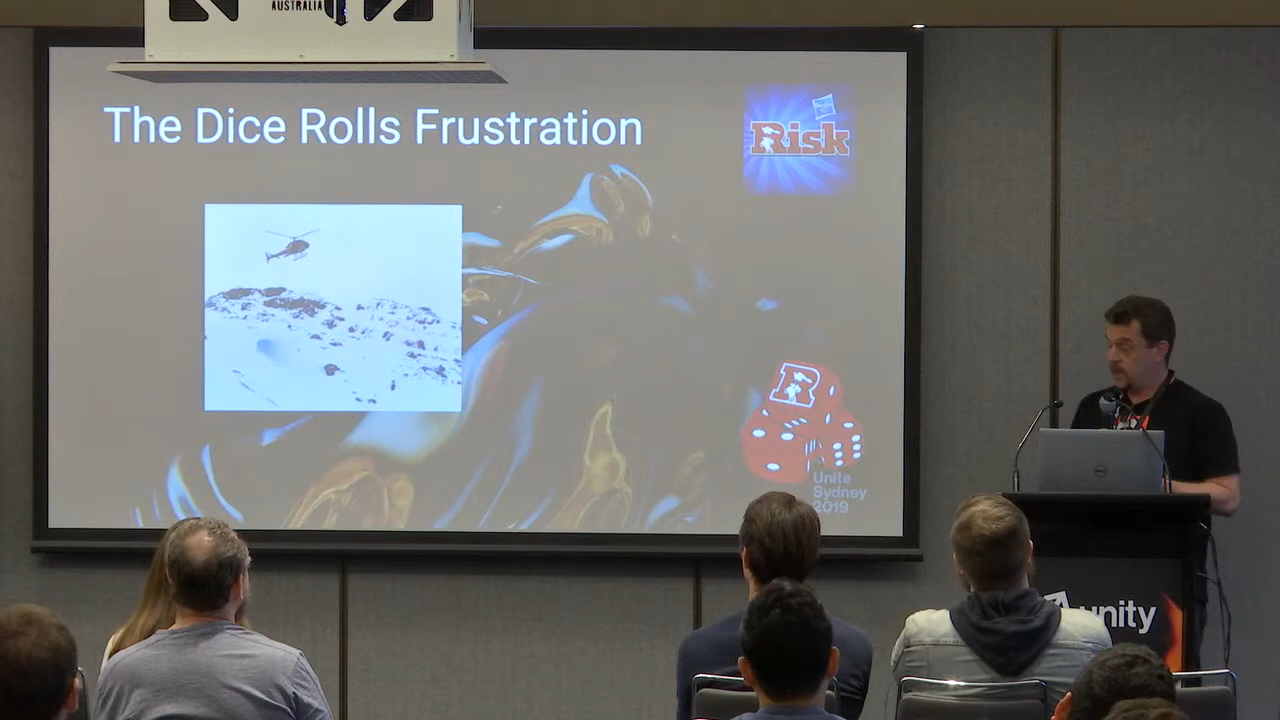 AUSTRALIA
The Dice Rolls Frustration
Risk
R
Unite
Sydney
2019
unity